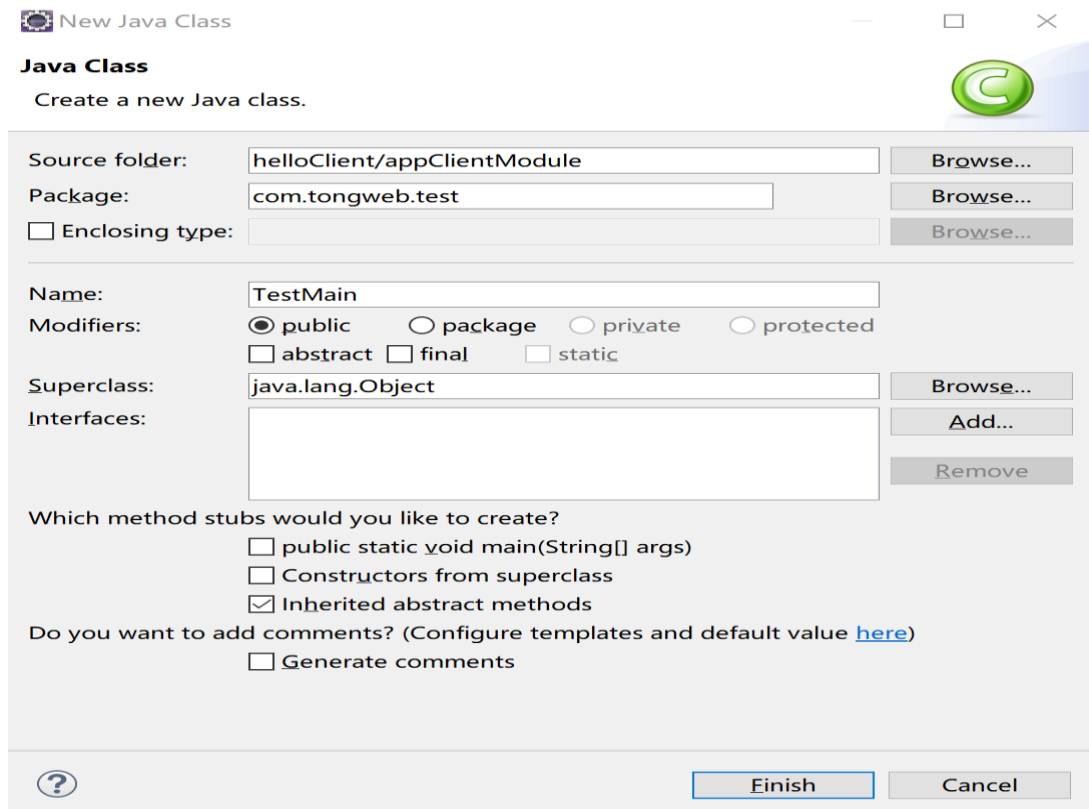 New Java Class
Java Class
Create a new Java class.
Source folder: helloClient/appClientModule Browse...
Package: com.tongweb.test Browse...
Enclosing type: Browse...
Name: TestMain
Modifiers: public package private protected
abstract final static
Superclass: java.lang.Object Browse...
Interfaces: Add...
Remove
Which method stubs would you like to create?
public static void main(String[] args)
Constructors from superclass
Inherited abstract methods
Do you want to add comments? (Configure templates and default value here)
Generate comments
? Finish Cancel